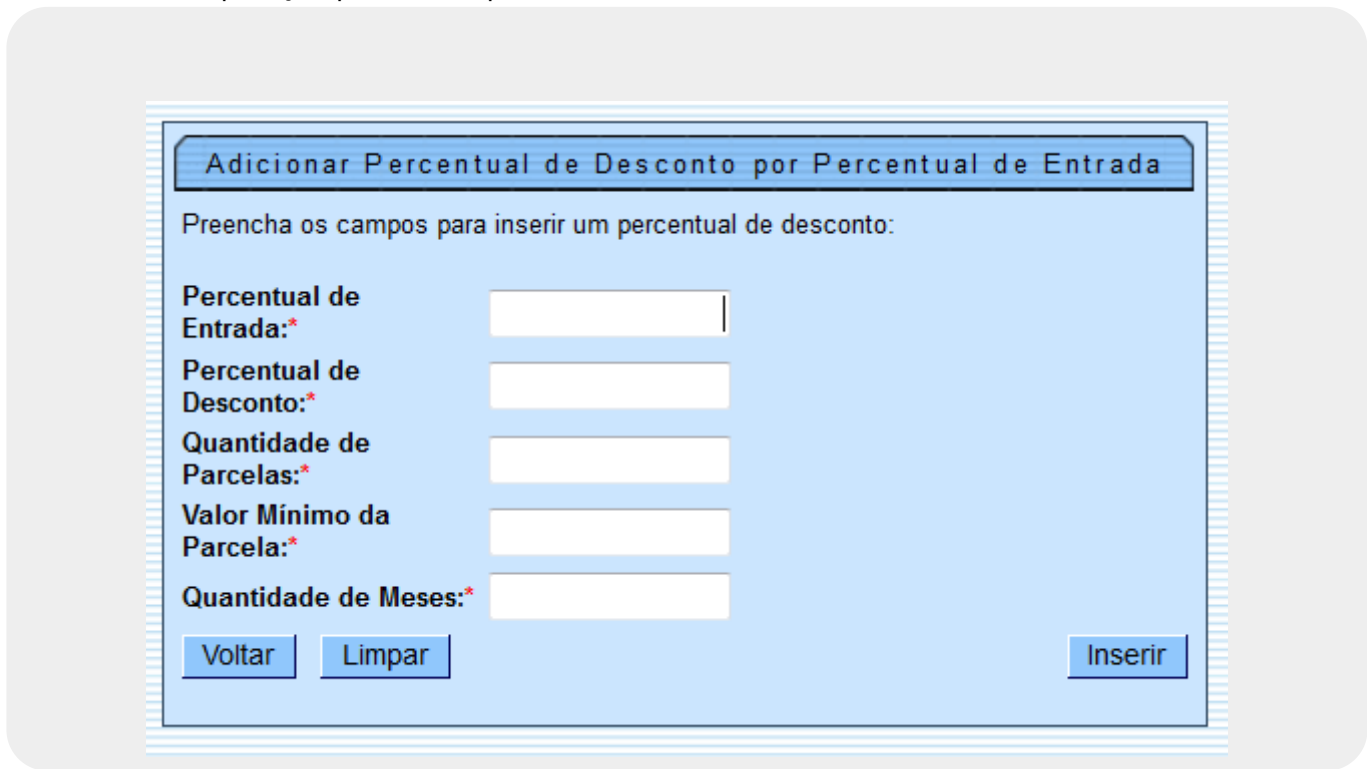 Adicionar Percentual de Desconto por Percentual de Entrada
Preencha os campos para inserir um percentual de desconto:
Percentual de
Entrada:*
Percentual de
Desconto:*
Quantidade de
Parcelas:*
Valor Mínimo da
Parcela:*
Quantidade de Meses:*
Voltar Limpar Inserir